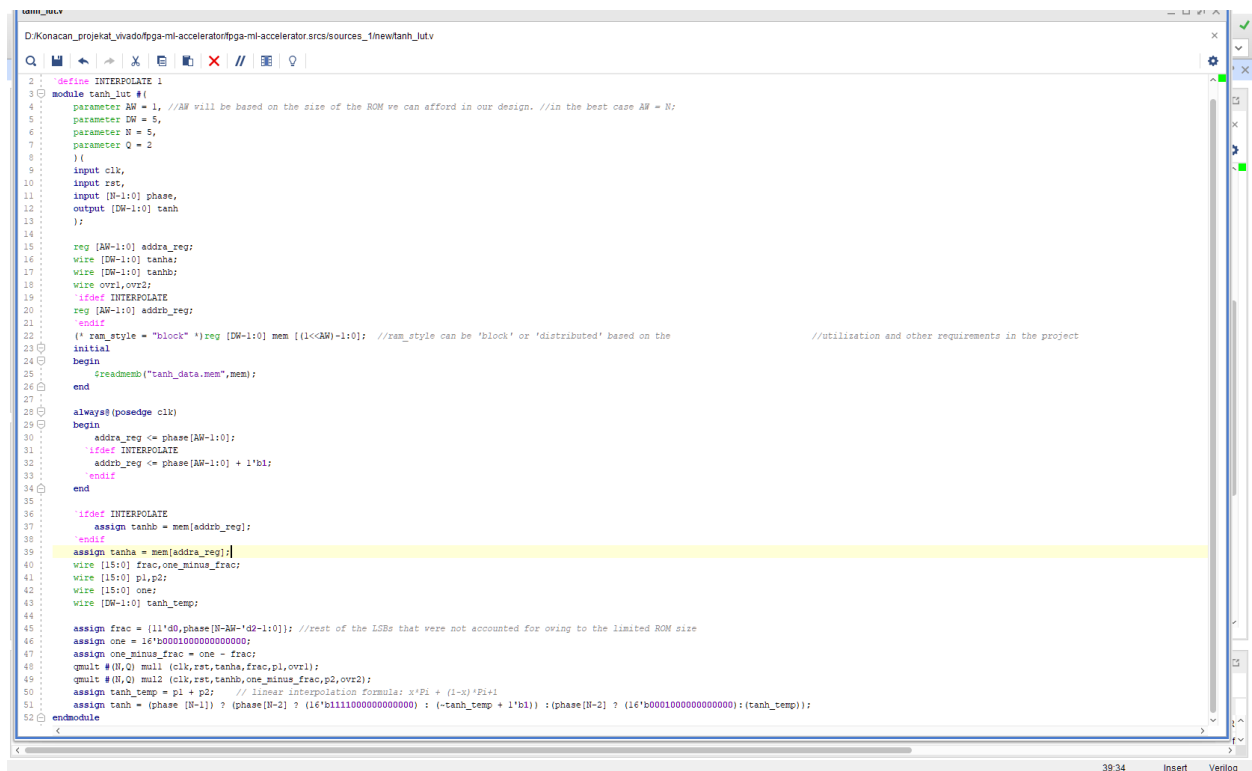 tanh_lut.v
D:/Konacan_projekat_vivado/fpga-ml-accelerator/fpga-ml-accelerator.srcs/sources_1/new/tanh_lut.v
2 `define INTERPOLATE 1
3 module tanh_lut #(
4 parameter AW = 1, //AW will be based on the size of the ROM we can afford in our design. //in the best case AW = N;
5 parameter DW = 5,
6 parameter N = 5,
7 parameter Q = 2
8 )(
9 input clk,
10 input rst,
11 input [N-1:0] phase,
12 output [DW-1:0] tanh
13 );
14
15 reg [AW-1:0] addra_reg;
16 wire [DW-1:0] tanha;
17 wire [DW-1:0] tanhb;
18 wire ovr1,ovr2;
19 `ifdef INTERPOLATE
20 reg [AW-1:0] addrb_reg;
21 `endif
22 (* ram_style = "block" *)reg [DW-1:0] mem [(1<<AW)-1:0]; //ram_style can be 'block' or 'distributed' based on the //utilization and other requirements in the project
23 initial
24 begin
25 $readmemb("tanh_data.mem",mem);
26 end
27
28 always@(posedge clk)
29 begin
30 addra_reg <= phase[AW-1:0];
31 `ifdef INTERPOLATE
32 addrb_reg <= phase[AW-1:0] + 1'b1;
33 `endif
34 end
35
36 `ifdef INTERPOLATE
37 assign tanhb = mem[addrb_reg];
38 `endif
39 assign tanha = mem[addra_reg];
40 wire [15:0] frac,one_minus_frac;
41 wire [15:0] p1,p2;
42 wire [15:0] one;
43 wire [DW-1:0] tanh_temp;
44
45 assign frac = {11'd0,phase[N-AW-'d2-1:0]}; //rest of the LSBs that were not accounted for owing to the limited ROM size
46 assign one = 16'b0001000000000000;
47 assign one_minus_frac = one - frac;
48 qmult #(N,Q) mul1 (clk,rst,tanha,frac,p1,ovr1);
49 qmult #(N,Q) mul2 (clk,rst,tanhb,one_minus_frac,p2,ovr2);
50 assign tanh_temp = p1 + p2; // linear interpolation formula: x*Pi + (1-x)*Pi+1
51 assign tanh = (phase [N-1]) ? (phase[N-2] ? (16'b1111000000000000) : (~tanh_temp + 1'b1)) :(phase[N-2] ? (16'b0001000000000000):(tanh_temp));
52 endmodule
39:34 Insert Verilog